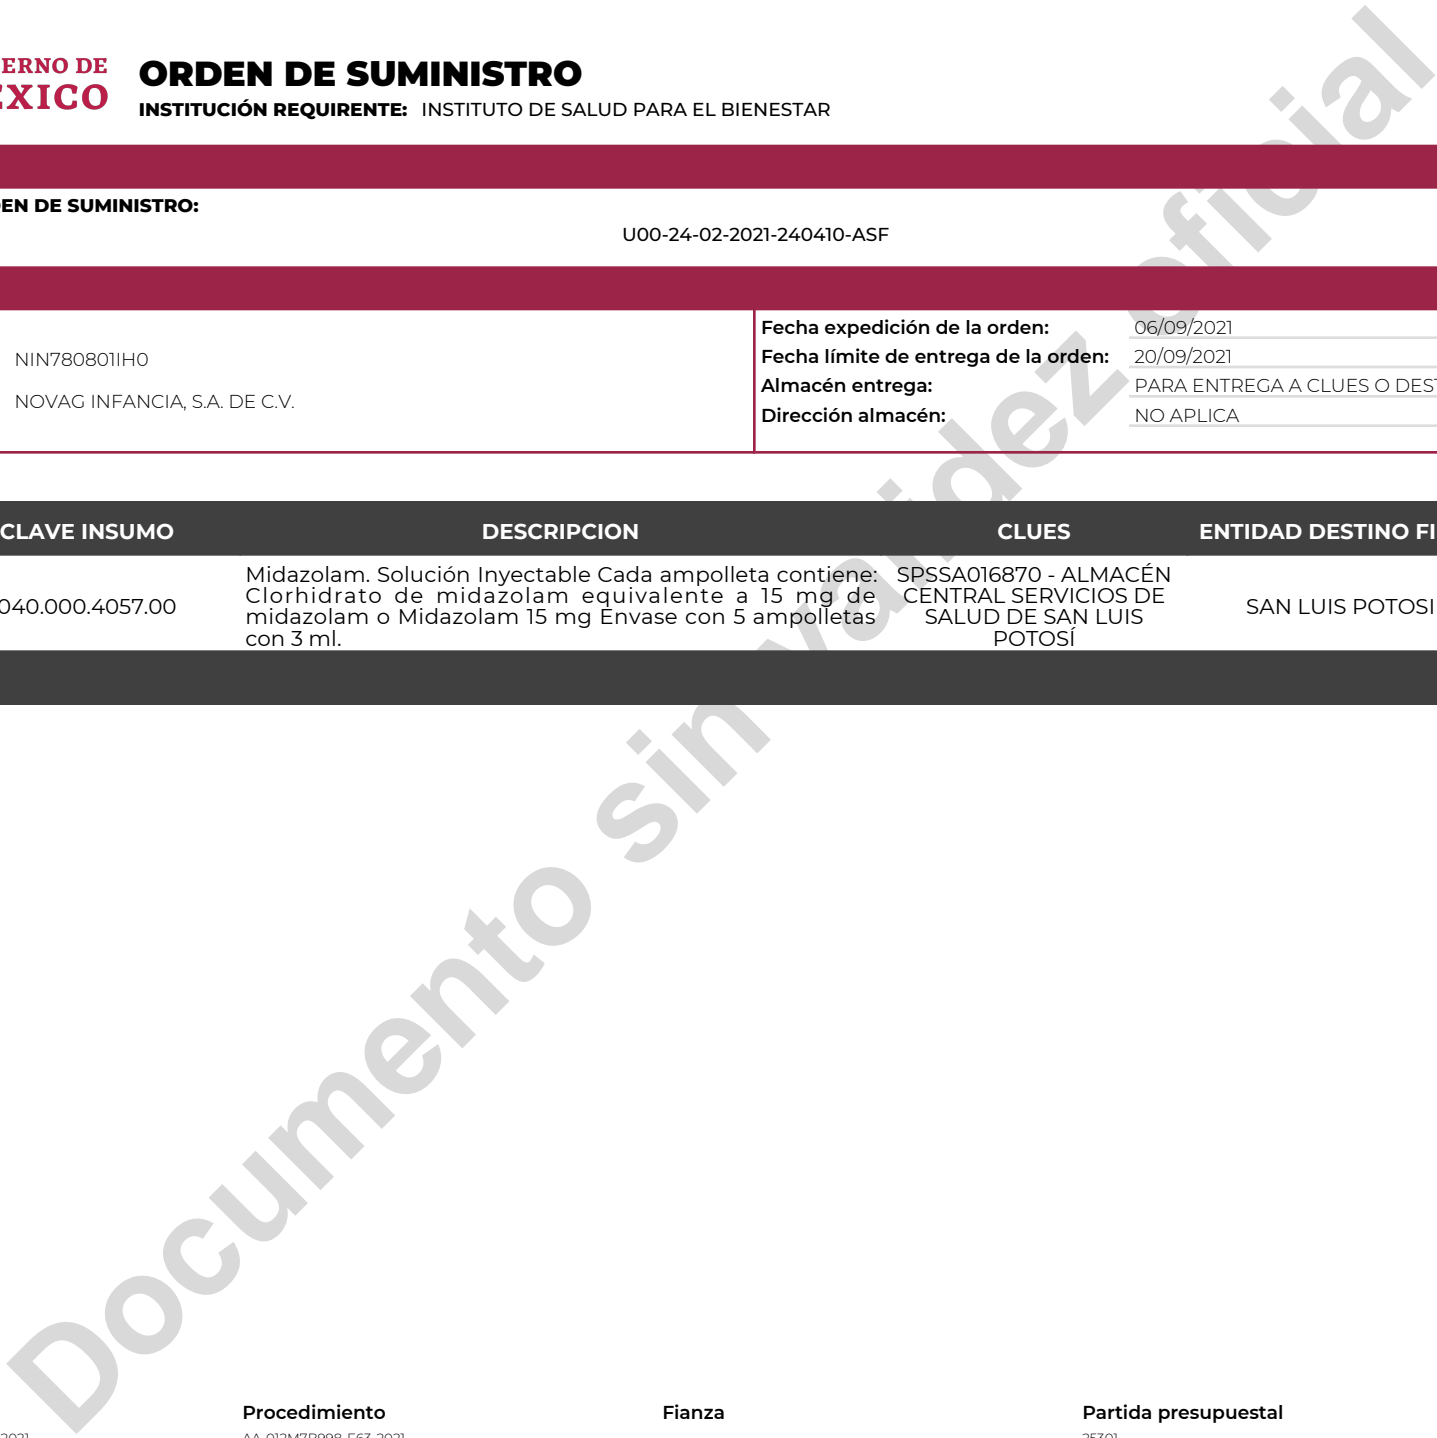 ERNO DE
ÉXICO
ORDEN DE SUMINISTRO
INSTITUCIÓN REQUIRENTE: INSTITUTO DE SALUD PARA EL BIENESTAR
EN DE SUMINISTRO:
U00-24-02-2021-240410-ASF
NIN780801IH0
NOVAG INFANCIA, S.A. DE C.V.
Fecha expedición de la orden: 06/09/2021
Fecha límite de entrega de la orden: 20/09/2021
Almacén entrega: PARA ENTREGA A CLUES O DEST
Dirección almacén: NO APLICA
CLAVE INSUMO DESCRIPCION CLUES ENTIDAD DESTINO FI
040.000.4057.00
Midazolam. Solución Inyectable Cada ampolleta contiene:
Clorhidrato de midazolam equivalente a 15 mg de
midazolam o Midazolam 15 mg Envase con 5 ampolletas
con 3 ml.
SPSSA016870 - ALMACÉN
CENTRAL SERVICIOS DE
SALUD DE SAN LUIS
POTOSÍ
SAN LUIS POTOSI
Documento sin validez oficial
Procedimiento Fianza Partida presupuestal